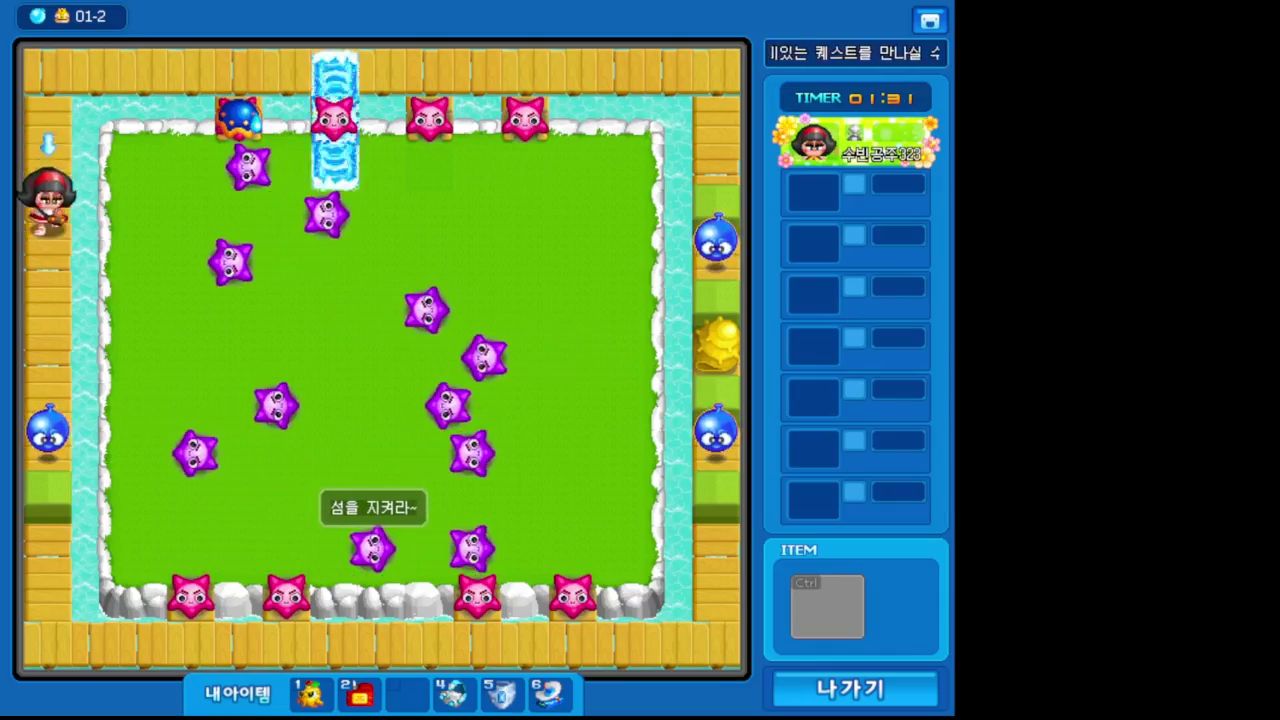 01-2
있는 퀘스트를 만나실
TIMER 01:31
수빈공주323
섬을 지켜라~
ITEM
Ctrl
내아이템
1
2
4
5
6
나가기